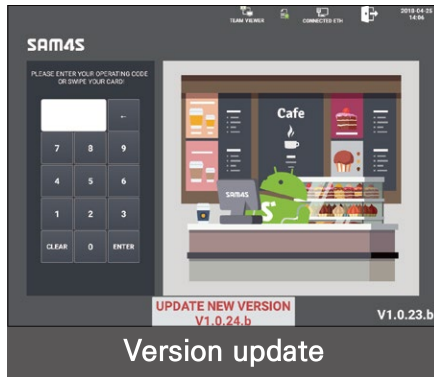 TEAM VIEWER
CONNECTED ETH
2018-04-25
14:06
SAM4S
PLEASE ENTER YOUR OPERATING CODE
OR SWIPE YOUR CARD!
←
7 8 9
4 5 6
1 2 3
CLEAR 0 ENTER
Cafe
SAM4S
S
UPDATE NEW VERSION
V1.0.24.b
V1.0.23.b
Version update